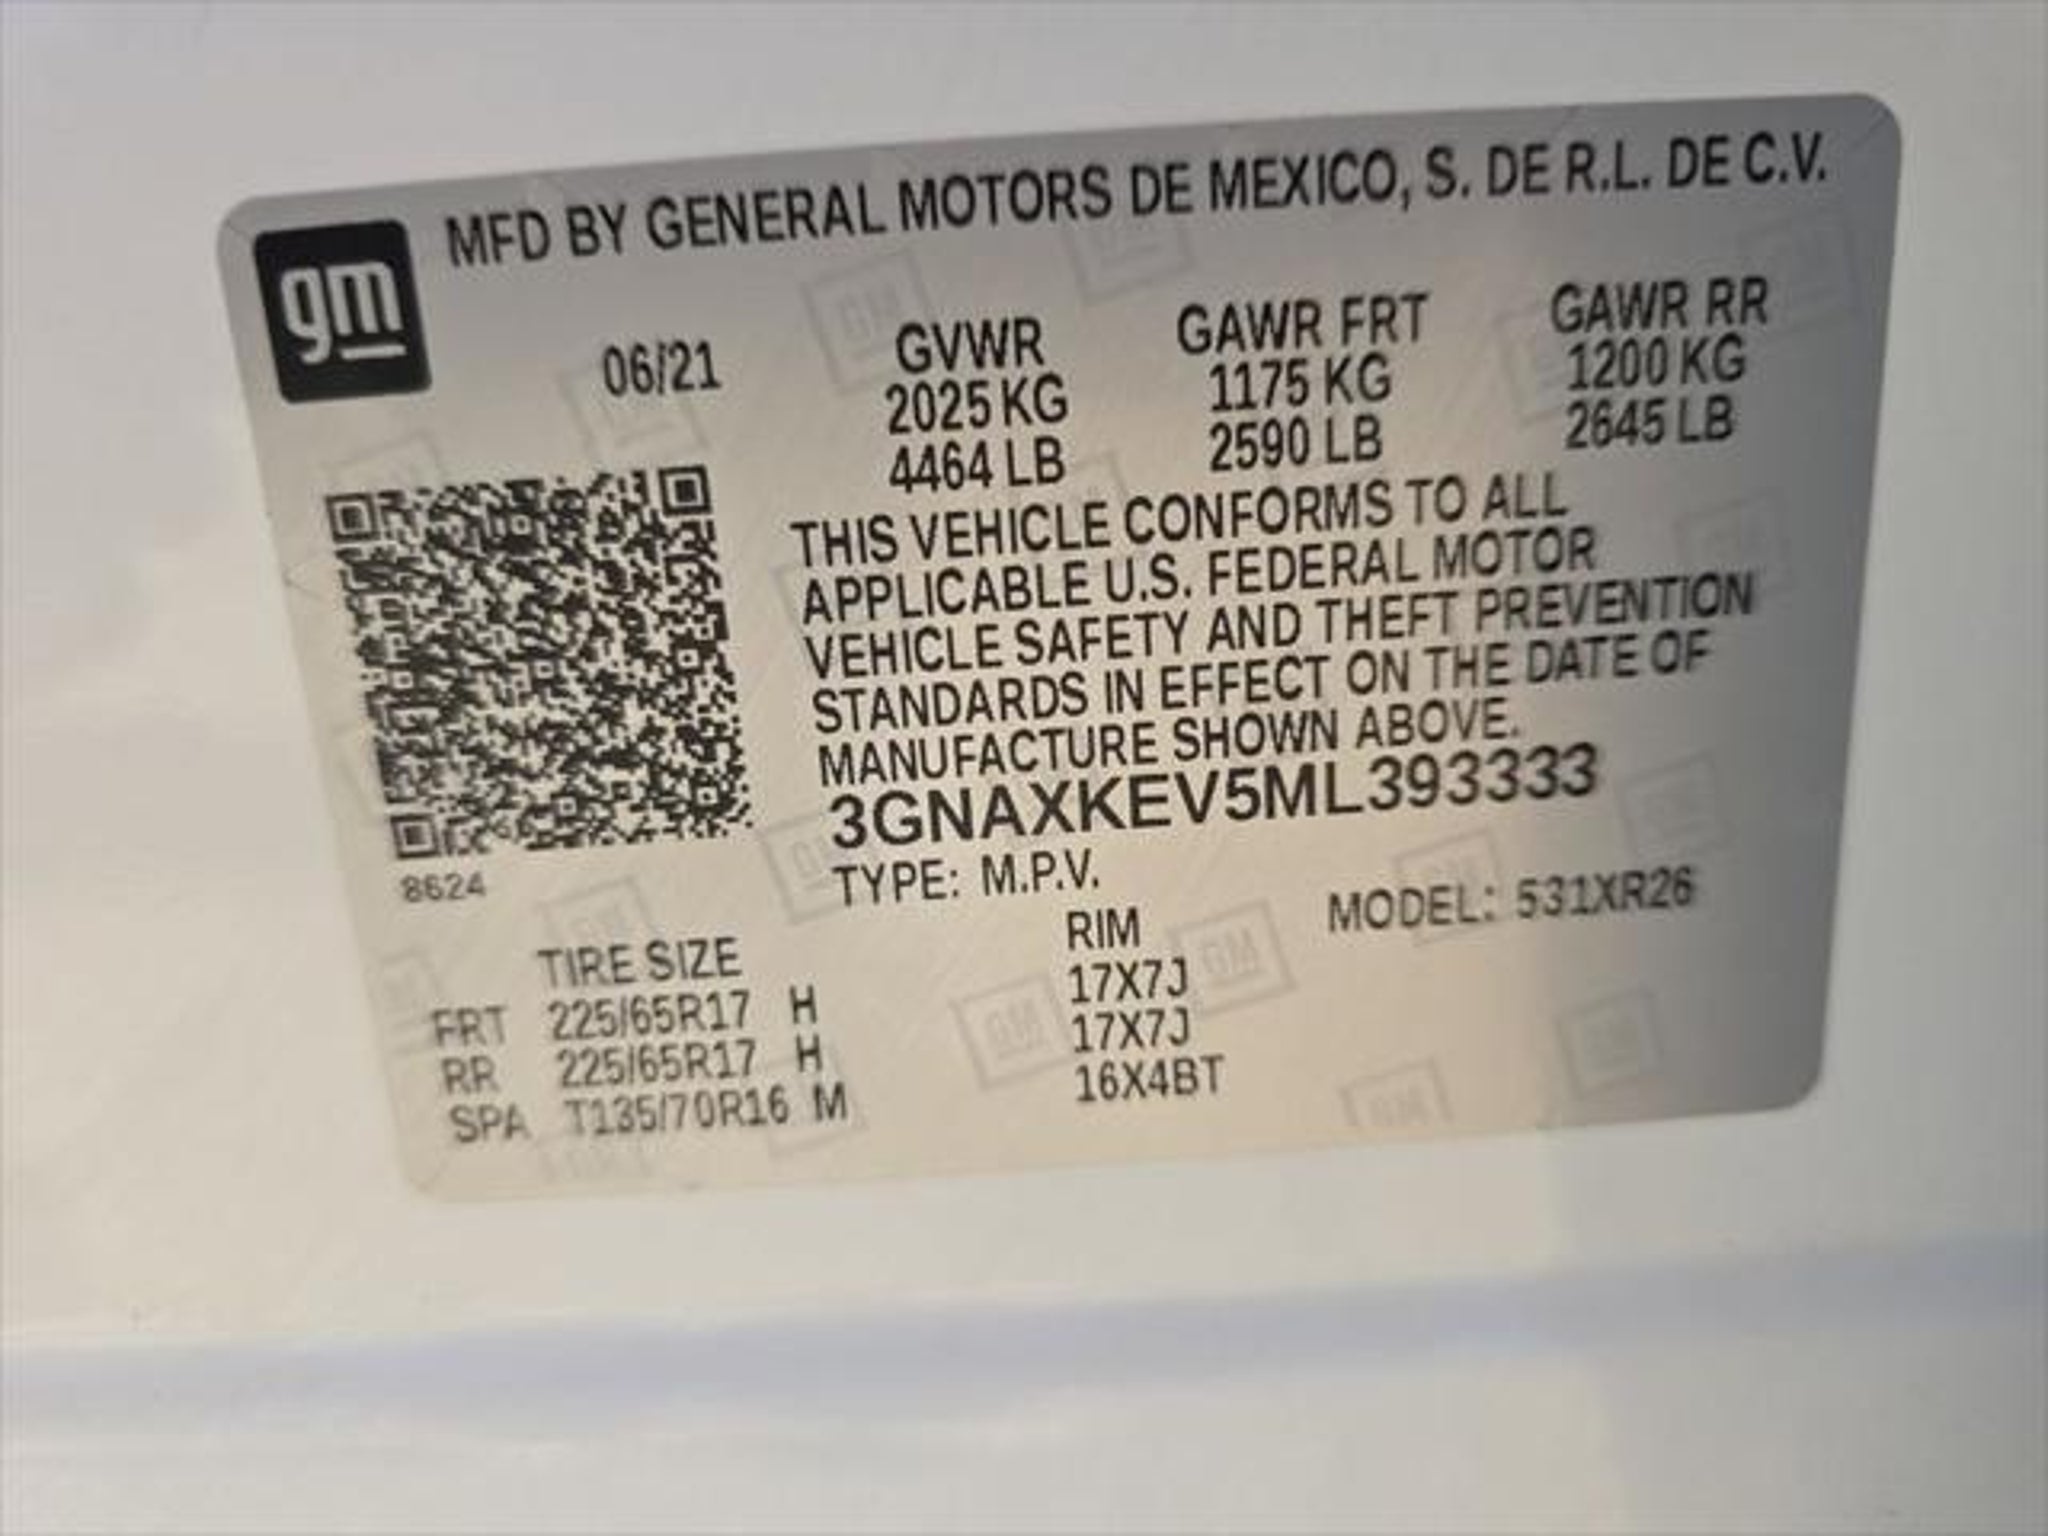 gm
MFD BY GENERAL MOTORS DE MEXICO, S. DE R.L. DE C.V.
06/21 GVWR GAWR FRT GAWR RR
2025 KG 1175 KG 1200 KG
4464 LB 2590 LB 2645 LB
THIS VEHICLE CONFORMS TO ALL
APPLICABLE U.S. FEDERAL MOTOR
VEHICLE SAFETY AND THEFT PREVENTION
STANDARDS IN EFFECT ON THE DATE OF
MANUFACTURE SHOWN ABOVE.
3GNAXKEV5ML393333
8624
TYPE: M.P.V. MODEL: 531XR26
TIRE SIZE RIM
FRT 225/65R17 H 17X7J
RR 225/65R17 H 17X7J
SPA T135/70R16 M 16X4BT